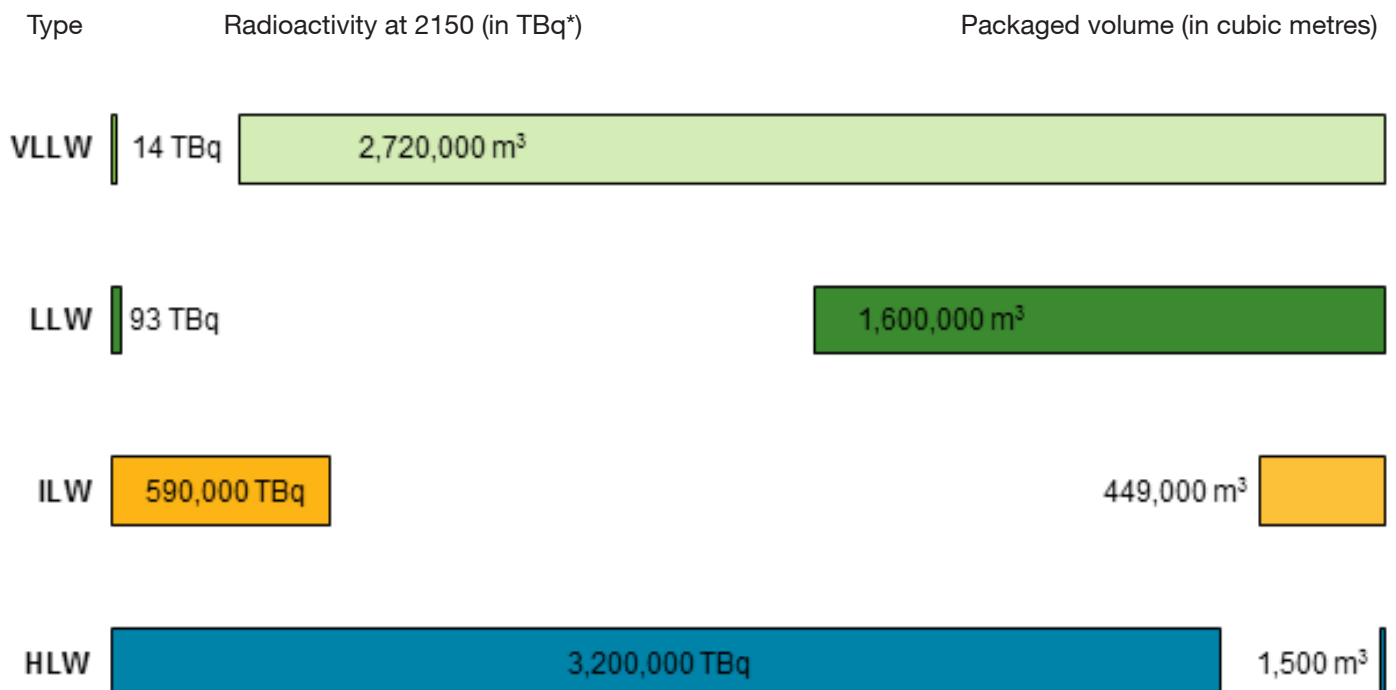 Type Radioactivity at 2150 (in TBq*) Packaged volume (in cubic metres)
VLLW 14 TBq 2,720,000 m³
LLW 93 TBq 1,600,000 m³
ILW 590,000 TBq 449,000 m³
HLW 3,200,000 TBq 1,500 m³